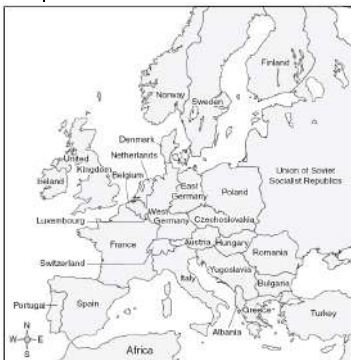 Finland
Norway
Sweden
Denmark
Netherlands
United
Kingdom
Ireland
Belgium
East
Germany
Poland
Union of Soviet
Socialist Republics
Luxembourg
West
Germany
Czechoslovakia
France
Austria
Hungary
Romania
Switzerland
Yugoslavia
Italy
Bulgaria
Portugal
Spain
Greece
Turkey
Albania
N
W
E
S
Africa